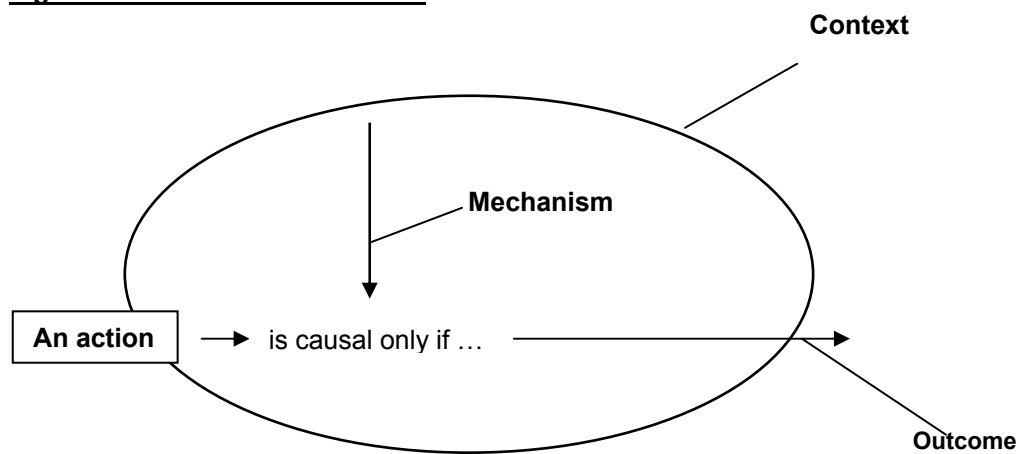 Context
Mechanism
An action
is causal only if …
Outcome